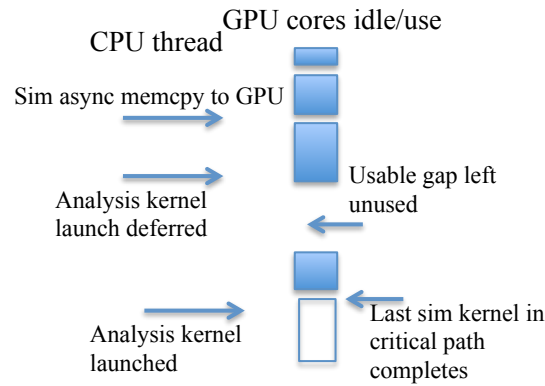 GPU cores idle/use
CPU thread
Sim async memcpy to GPU
Analysis kernel
launch deferred
Usable gap left
unused
Analysis kernel
launched
Last sim kernel in
critical path
completes